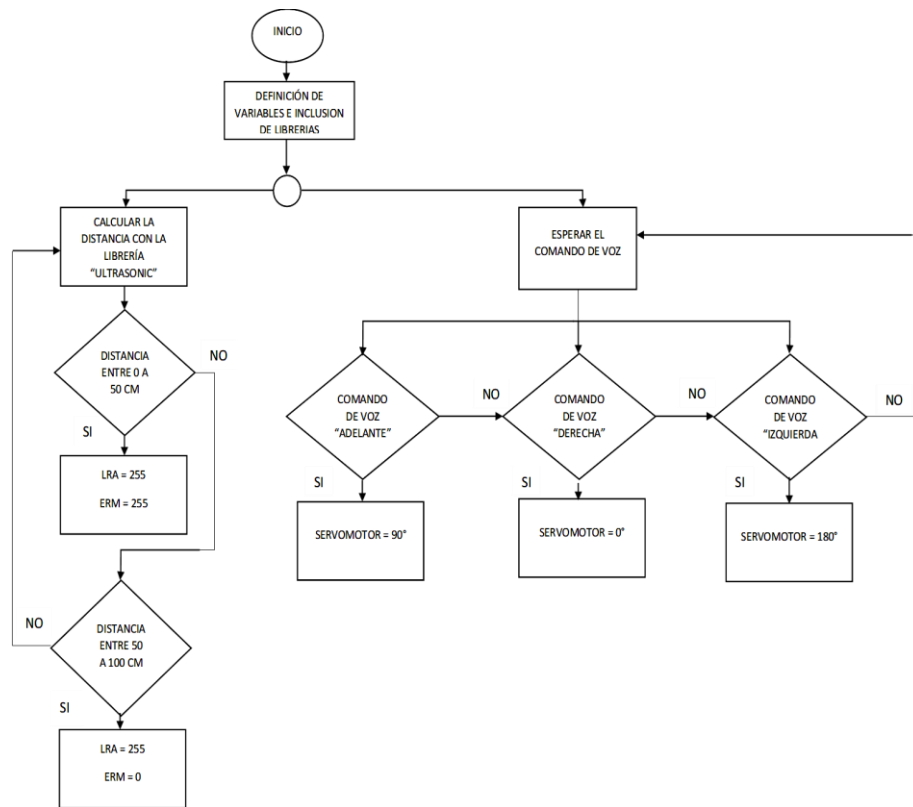 INICIO
DEFINICIÓN DE
VARIABLES E INCLUSION
DE LIBRERIAS
CALCULAR LA
DISTANCIA CON LA
LIBRERÍA
“ULTRASONIC”
ESPERAR EL
COMANDO DE VOZ
DISTANCIA
ENTRE 0 A
50 CM
NO
SI
LRA = 255
ERM = 255
DISTANCIA
ENTRE 50
A 100 CM
NO
SI
LRA = 255
ERM = 0
COMANDO
DE VOZ
“ADELANTE”
NO
SI
SERVOMOTOR = 90°
COMANDO
DE VOZ
“DERECHA”
NO
SI
SERVOMOTOR = 0°
COMANDO
DE VOZ
“IZQUIERDA
NO
SI
SERVOMOTOR = 180°